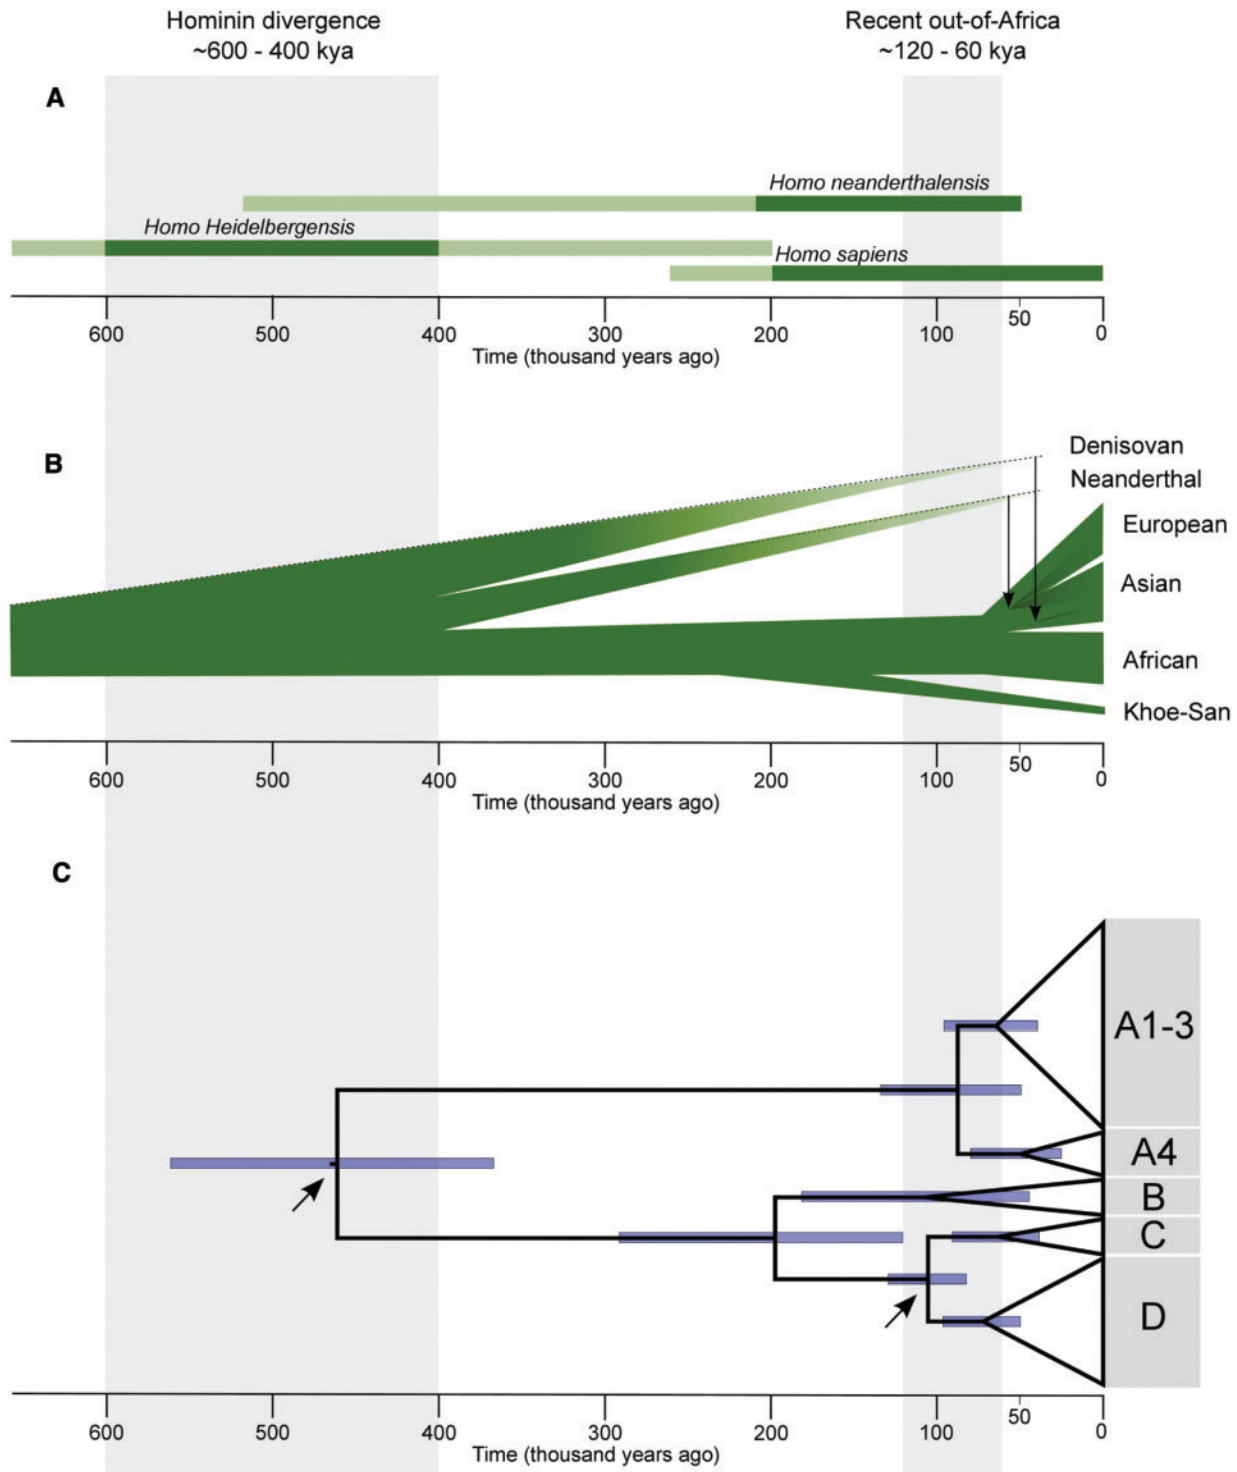 Hominin divergence
~600 - 400 kya
Recent out-of-Africa
~120 - 60 kya
A
Homo neanderthalensis
Homo Heidelbergensis
Homo sapiens
600 500 400 300 200 100 50 0
Time (thousand years ago)
B
Denisovan
Neanderthal
European
Asian
African
Khoe-San
600 500 400 300 200 100 50 0
Time (thousand years ago)
C
A1-3
A4
B
C
D
600 500 400 300 200 100 50 0
Time (thousand years ago)